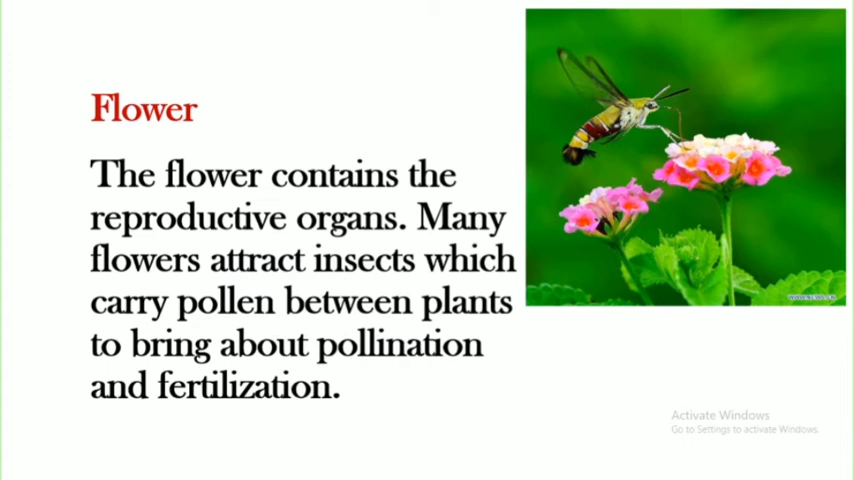 Flower
The flower contains the
reproductive organs. Many
flowers attract insects which
carry pollen between plants
to bring about pollination
and fertilization.
Activate Windows
Go to Settings to activate Windows.